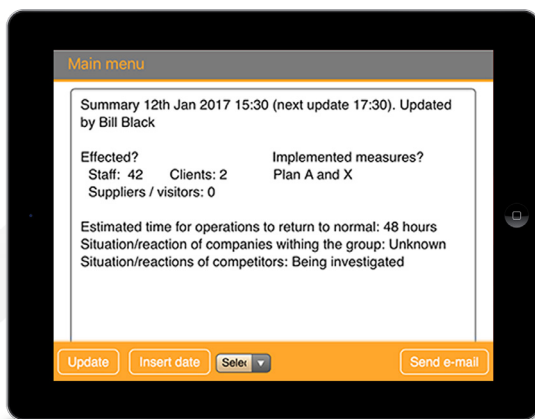 Main menu
Summary 12th Jan 2017 15:30 (next update 17:30). Updated
by Bill Black
Effected? Implemented measures?
Staff: 42 Clients: 2 Plan A and X
Suppliers / visitors: 0
Estimated time for operations to return to normal: 48 hours
Situation/reaction of companies withing the group: Unknown
Situation/reactions of competitors: Being investigated
Update Insert date Selec Send e-mail